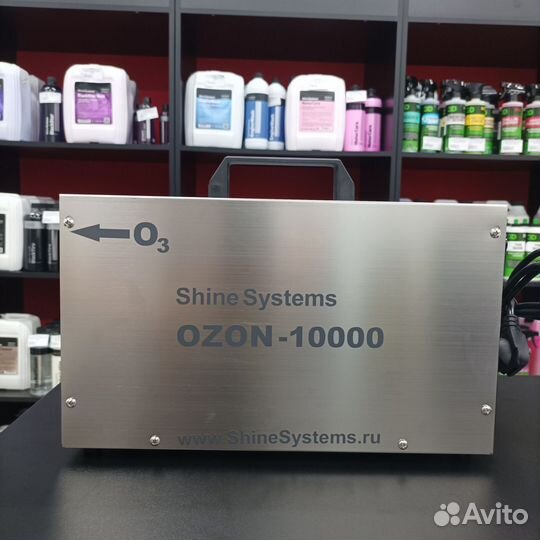 O3
Shine Systems
OZON-10000
www.ShineSystems.ru
Avito